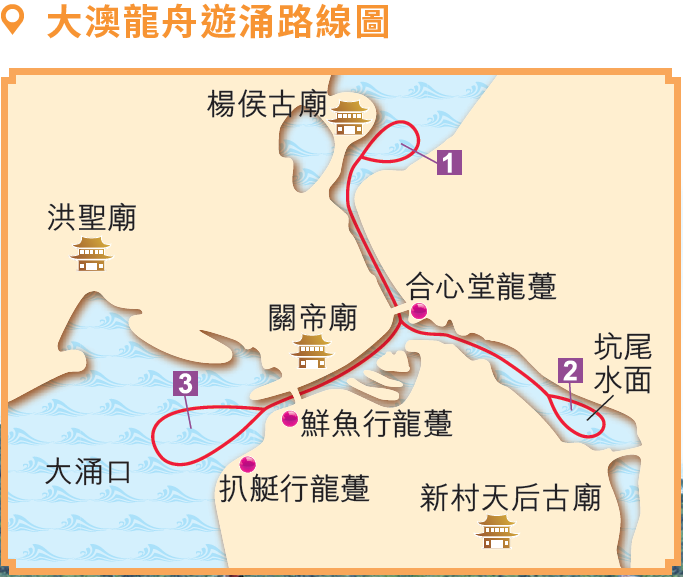 大澳龍舟遊涌路線圖
楊侯古廟
1
洪聖廟
合心堂龍躉
關帝廟
坑尾
水面
2
3
鮮魚行龍躉
大涌口
扒艇行龍躉
新村天后古廟